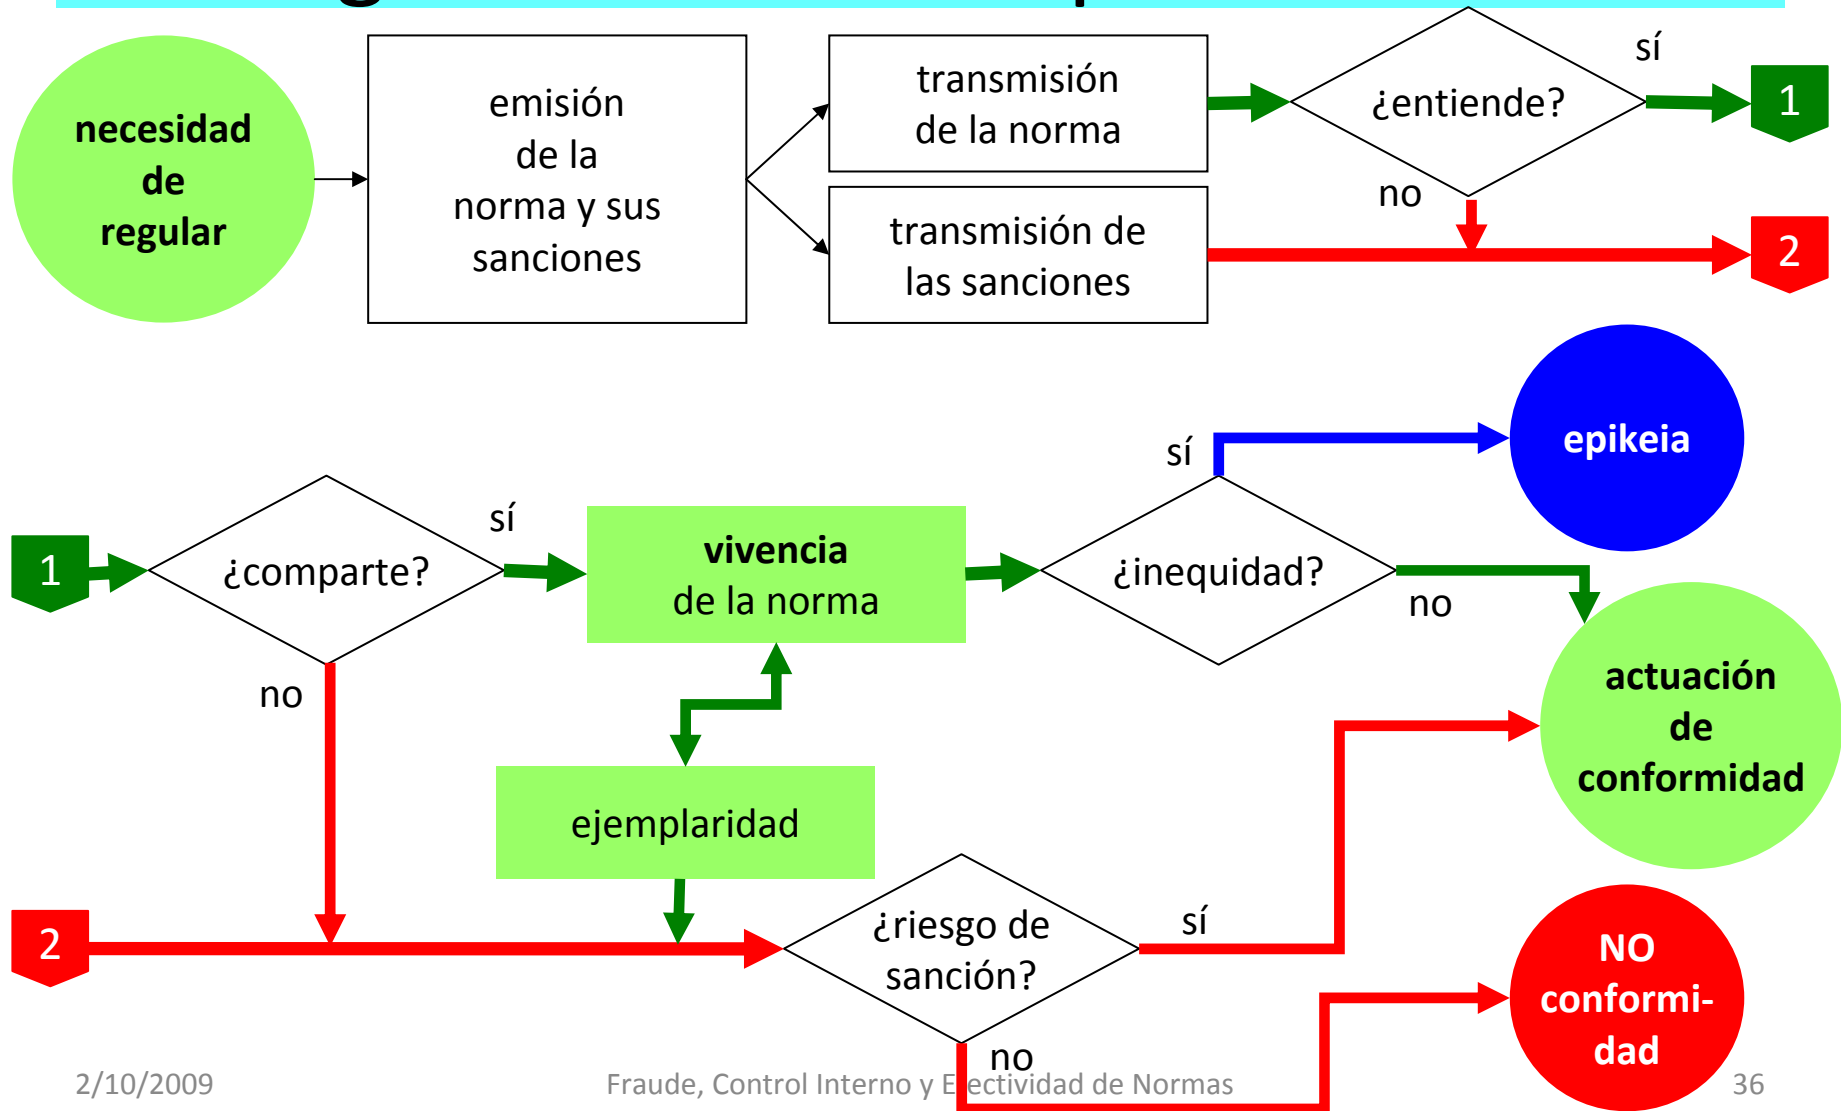 necesidad
de
regular
emisión
de la
norma y sus
sanciones
transmisión
de la norma
transmisión de
las sanciones
¿entiende?
sí
no
1
2
1
¿comparte?
sí
no
vivencia
de la norma
ejemplaridad
¿inequidad?
sí
no
epikeia
actuación
de
conformidad
2
¿riesgo de
sanción?
sí
no
NO
conformi-
dad
2/10/2009
Fraude, Control Interno y Efectividad de Normas
36